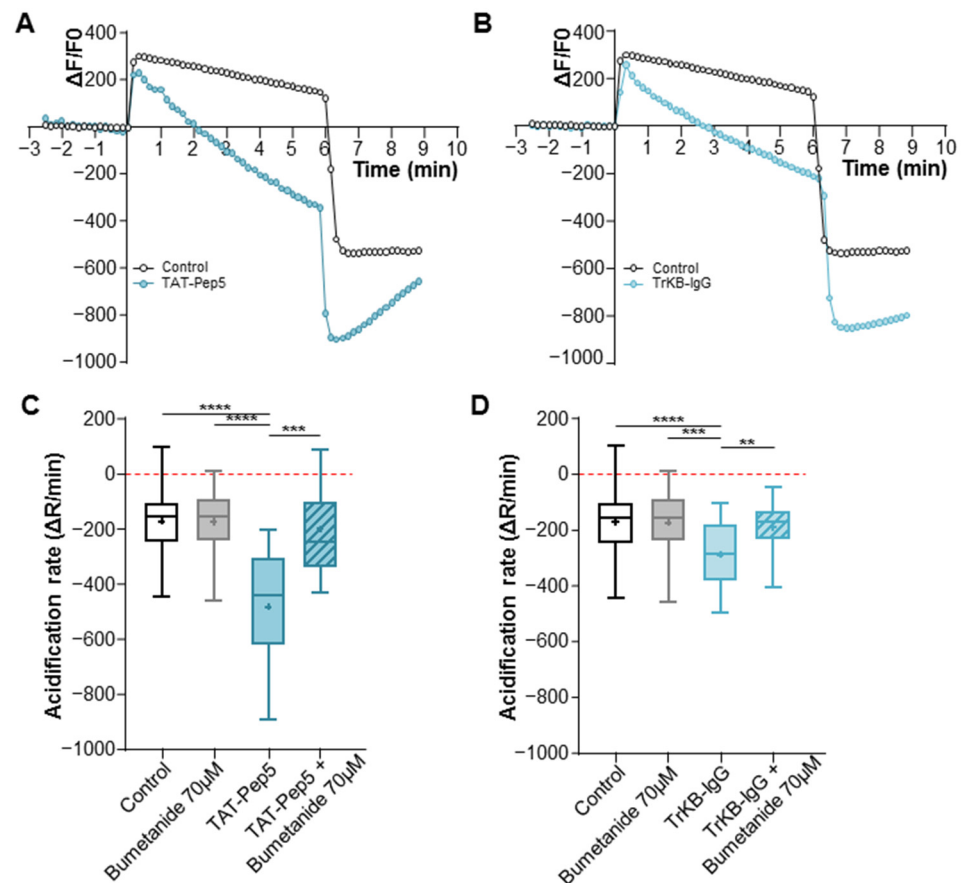 A
B
ΔF/F0
400
200
−200
−400
−600
−800
−1000
−3 −2 −1 1 2 3 4 5 6 7 8 9 10
Time (min)
Control
TAT-Pep5
ΔF/F0
400
200
−200
−400
−600
−800
−1000
−3 −2 −1 1 2 3 4 5 6 7 8 9 10
Time (min)
Control
TrKB-IgG
C
D
Acidification rate (ΔR/min)
200
0
−200
−400
−600
−800
−1000
****
****
***
Control
Bumetanide 70µM
TAT-Pep5
TAT-Pep5 +
Bumetanide 70µM
Acidification rate (ΔR/min)
200
0
−200
−400
−600
−800
−1000
****
***
**
Control
Bumetanide 70µM
TrKB-IgG
TrKB-IgG +
Bumetanide 70µM